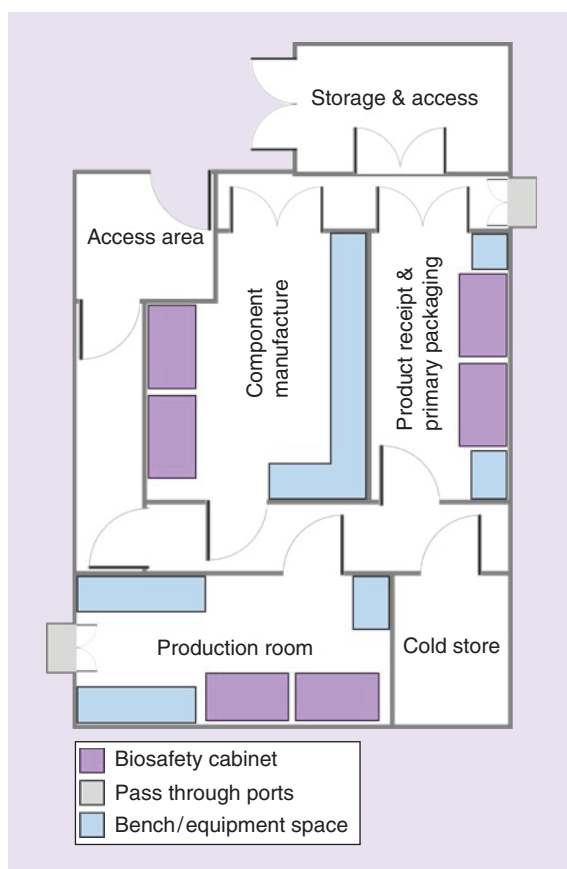 Storage & access
Access area
Component
manufacture
Product receipt &
primary packaging
Production room
Cold store
Biosafety cabinet
Pass through ports
Bench/equipment space